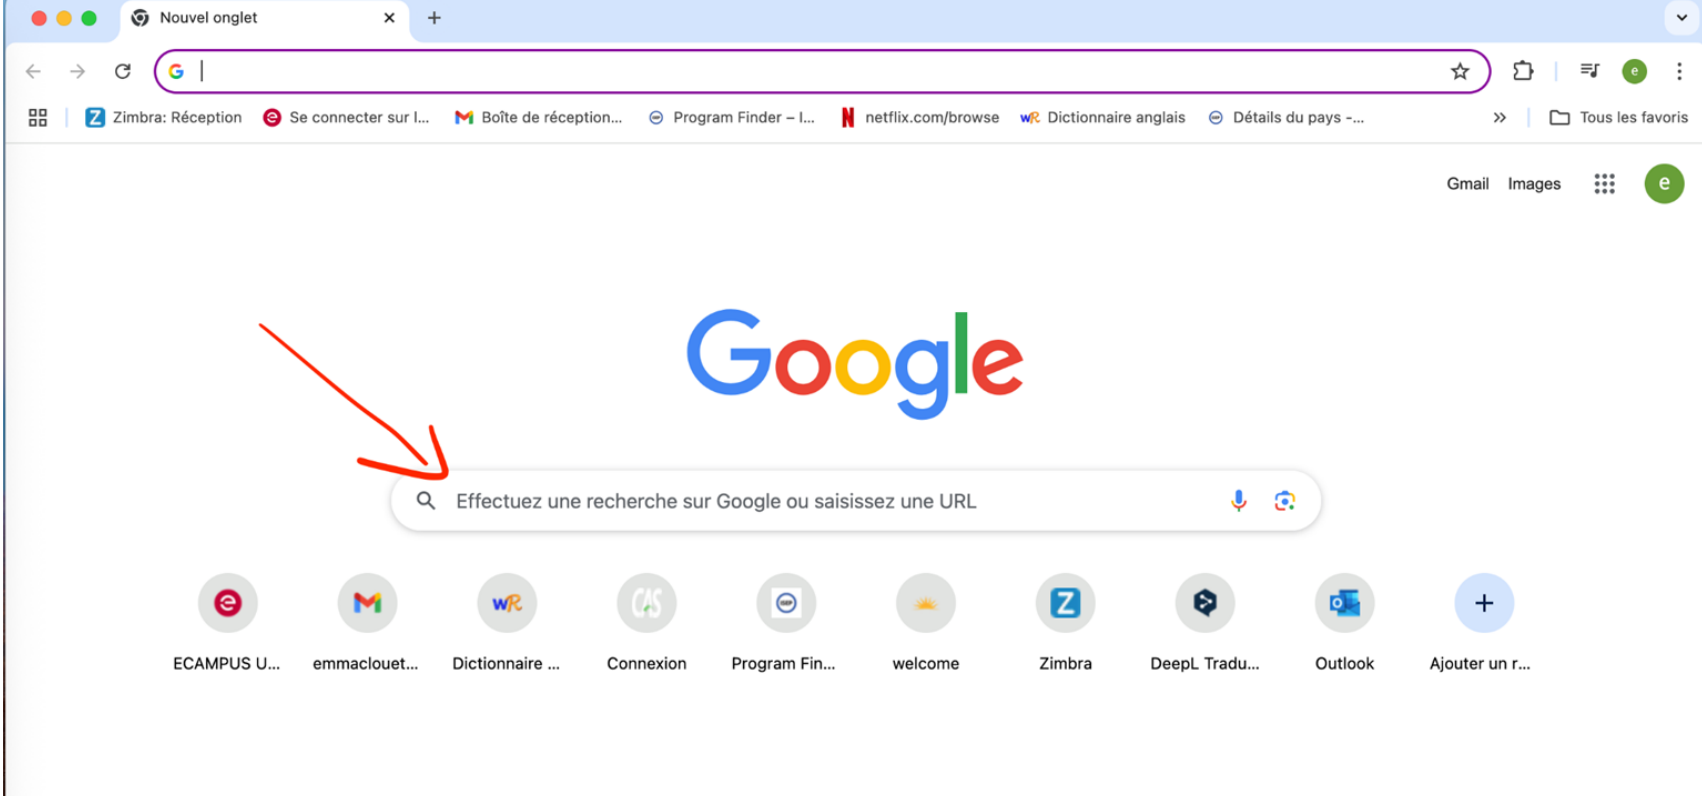 Nouvel onglet
Zimbra: Réception Se connecter sur l... Boîte de réception... Program Finder – I... netflix.com/browse Dictionnaire anglais Détails du pays -... Tous les favoris
Gmail Images e
Google
Effectuez une recherche sur Google ou saisissez une URL
ECAMPUS U... emmaclouet... Dictionnaire ... Connexion Program Fin... welcome Zimbra DeepL Tradu... Outlook Ajouter un r...